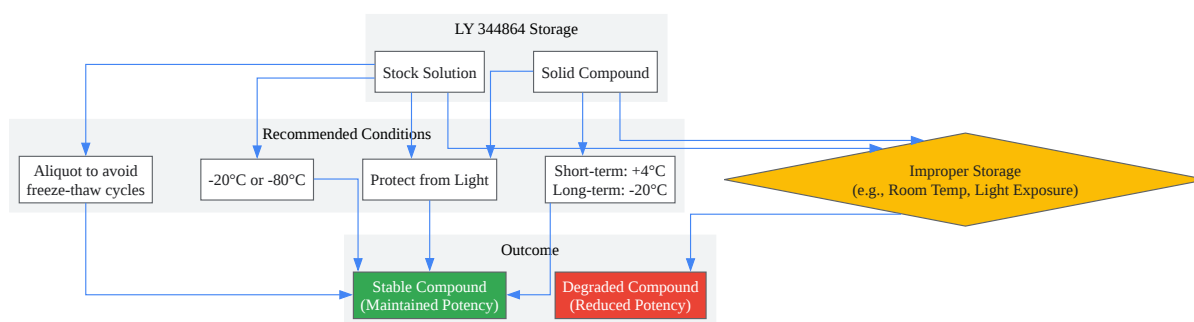 LY 344864 Storage
Stock Solution
Solid Compound
Recommended Conditions
Aliquot to avoid
freeze-thaw cycles
-20°C or -80°C
Protect from Light
Short-term: +4°C
Long-term: -20°C
Improper Storage
(e.g., Room Temp, Light Exposure)
Outcome
Stable Compound
(Maintained Potency)
Degraded Compound
(Reduced Potency)